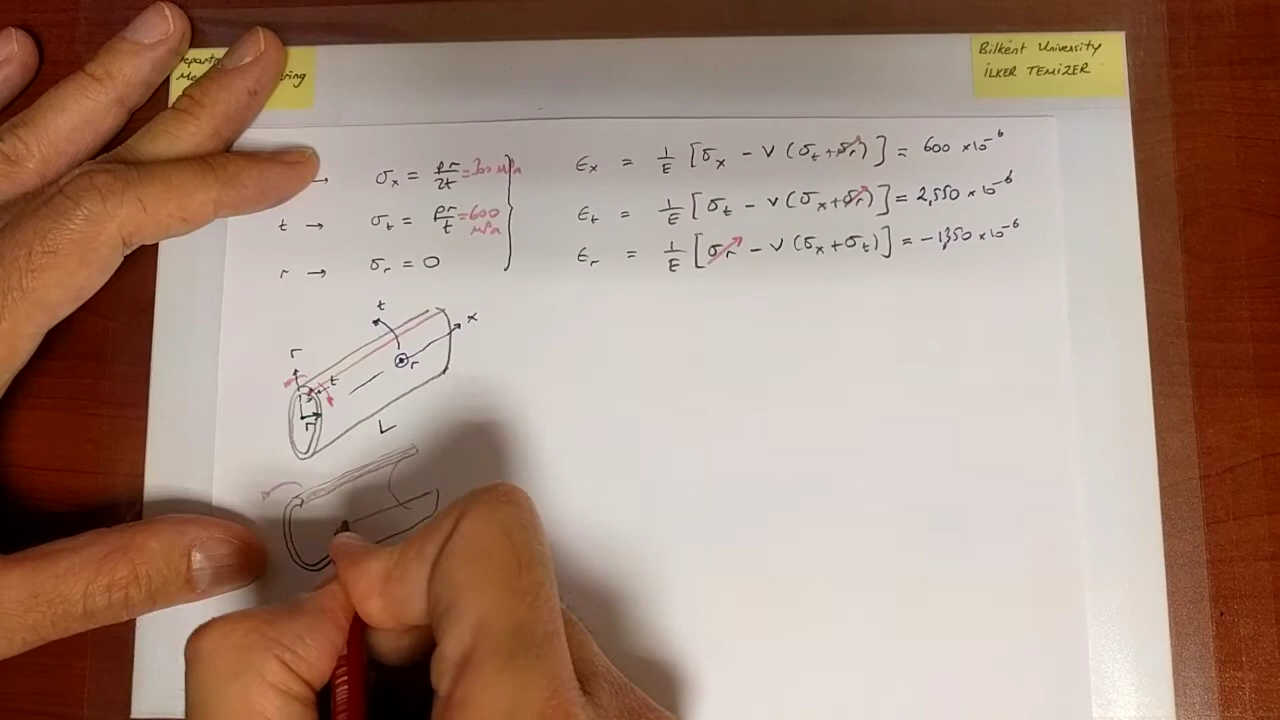 Bilkent University
İLKER TEMİZER
→ σx = pr/2t = 300 MPa
t → σt = pr/t = 600 MPa
r → σr = 0
εx = 1/E [σx - ν (σt + σr)] = 600 × 10^-6
εt = 1/E [σt - ν (σx + σr)] = 2,550 × 10^-6
εr = 1/E [σr - ν (σx + σt)] = -1350 × 10^-6
t
x
r
r
t
r
L